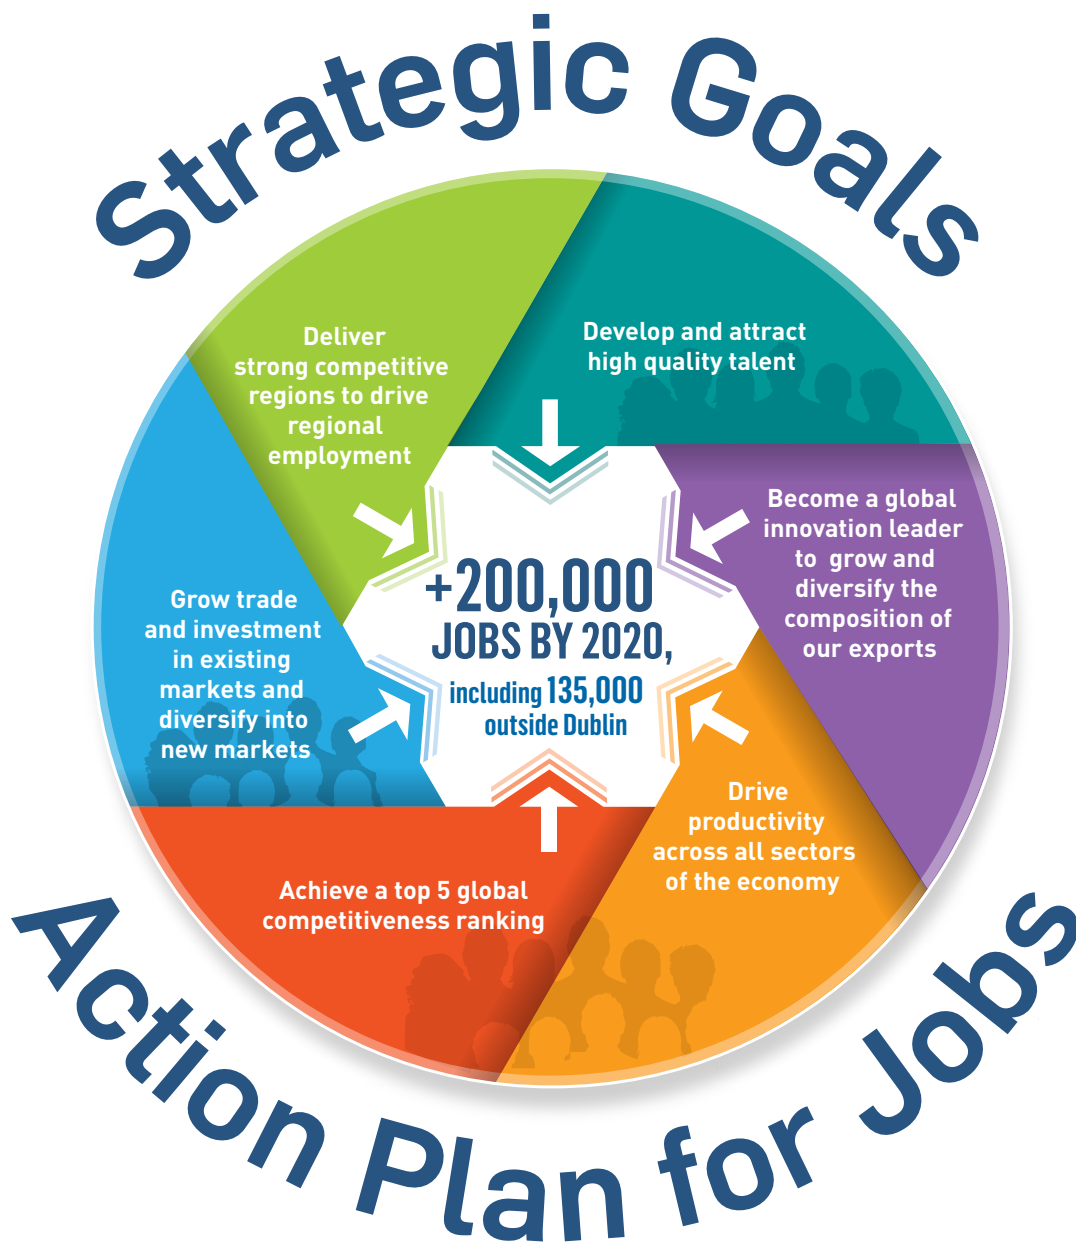 Strategic Goals
Develop and attract
high quality talent
Become a global
innovation leader
to grow and
diversify the
composition of
our exports
Drive
productivity
across all sectors
of the economy
Achieve a top 5 global
competitiveness ranking
Grow trade
and investment
in existing
markets and
diversify into
new markets
Deliver
strong competitive
regions to drive
regional
employment
+200,000
JOBS BY 2020,
including 135,000
outside Dublin
Action Plan for Jobs